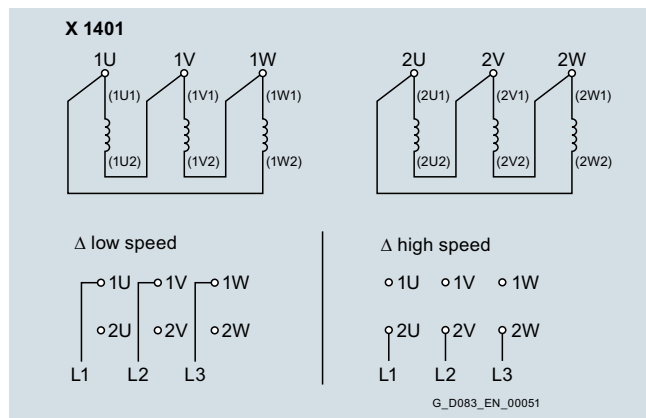 X 1401
1U 1V 1W 2U 2V 2W
(1U1) (1V1) (1W1) (2U1) (2V1) (2W1)
(1U2) (1V2) (1W2) (2U2) (2V2) (2W2)
Δ low speed
1U 1V 1W
2U 2V 2W
L1 L2 L3
Δ high speed
1U 1V 1W
2U 2V 2W
L1 L2 L3
G_D083_EN_00051